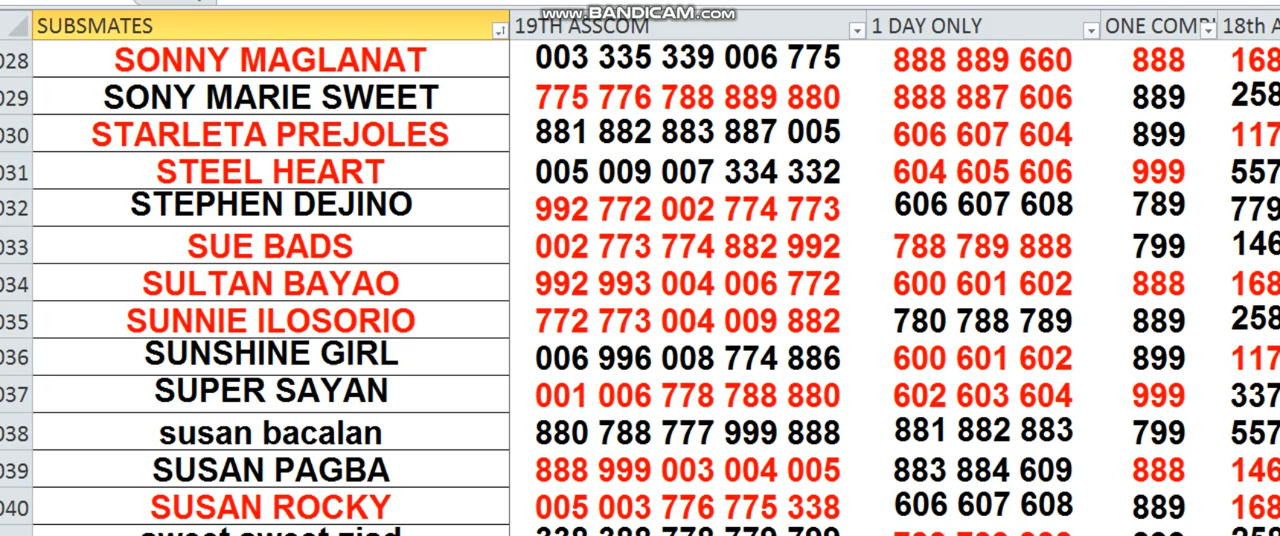 www.BANDICAM.com
SUBSMATES 19TH ASSCOM 1 DAY ONLY ONE COMB 18th A
028 SONNY MAGLANAT 003 335 339 006 775 888 889 660 888 168
029 SONY MARIE SWEET 775 776 788 889 880 888 887 606 889 258
030 STARLETA PREJOLES 881 882 883 887 005 606 607 604 899 117
031 STEEL HEART 005 009 007 334 332 604 605 606 999 557
032 STEPHEN DEJINO 992 772 002 774 773 606 607 608 789 779
033 SUE BADS 002 773 774 882 992 788 789 888 799 146
034 SULTAN BAYAO 992 993 004 006 772 600 601 602 888 168
035 SUNNIE ILOSORIO 772 773 004 009 882 780 788 789 889 258
036 SUNSHINE GIRL 006 996 008 774 886 600 601 602 899 117
037 SUPER SAYAN 001 006 778 788 880 602 603 604 999 337
038 susan bacalan 880 788 777 999 888 881 882 883 799 557
039 SUSAN PAGBA 888 999 003 004 005 883 884 609 888 146
040 SUSAN ROCKY 005 003 776 775 338 606 607 608 889 168
sweet sweet 338 388 778 779 799